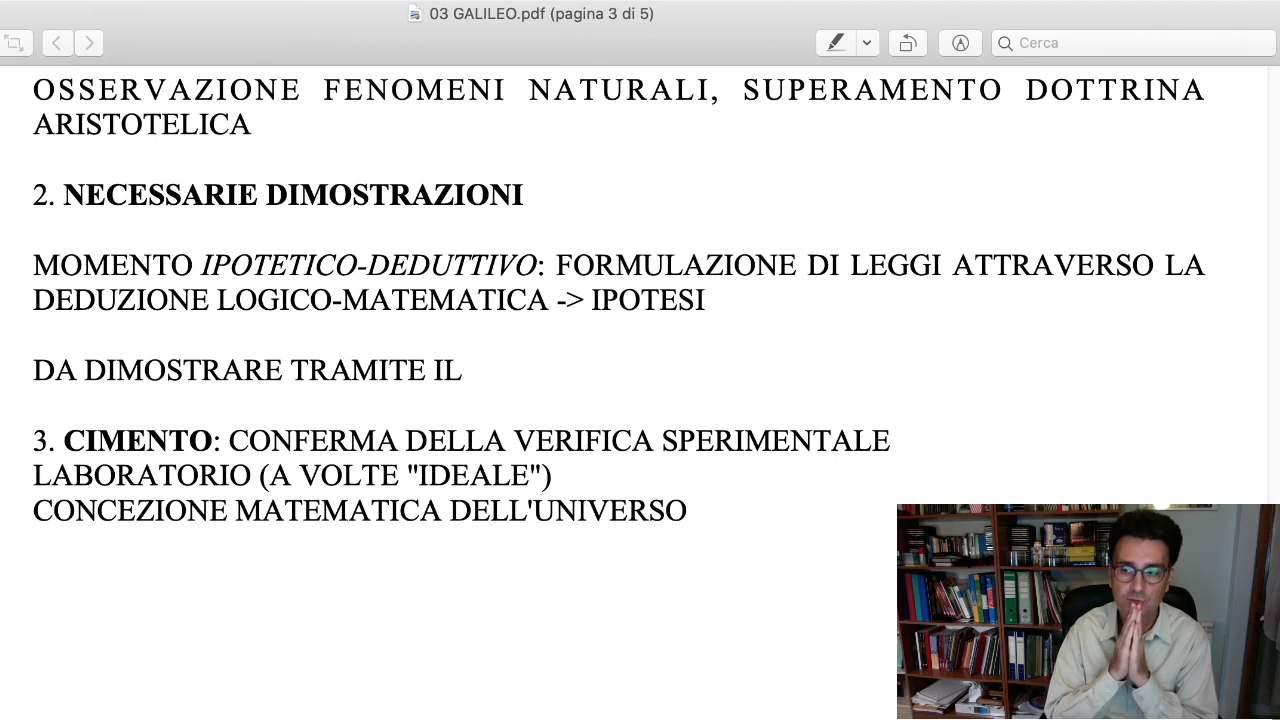 03 GALILEO.pdf (pagina 3 di 5)
Cerca
OSSERVAZIONE FENOMENI NATURALI, SUPERAMENTO DOTTRINA
ARISTOTELICA
2. NECESSARIE DIMOSTRAZIONI
MOMENTO IPOTETICO-DEDUTTIVO: FORMULAZIONE DI LEGGI ATTRAVERSO LA
DEDUZIONE LOGICO-MATEMATICA -> IPOTESI
DA DIMOSTRARE TRAMITE IL
3. CIMENTO: CONFERMA DELLA VERIFICA SPERIMENTALE
LABORATORIO (A VOLTE "IDEALE")
CONCEZIONE MATEMATICA DELL'UNIVERSO